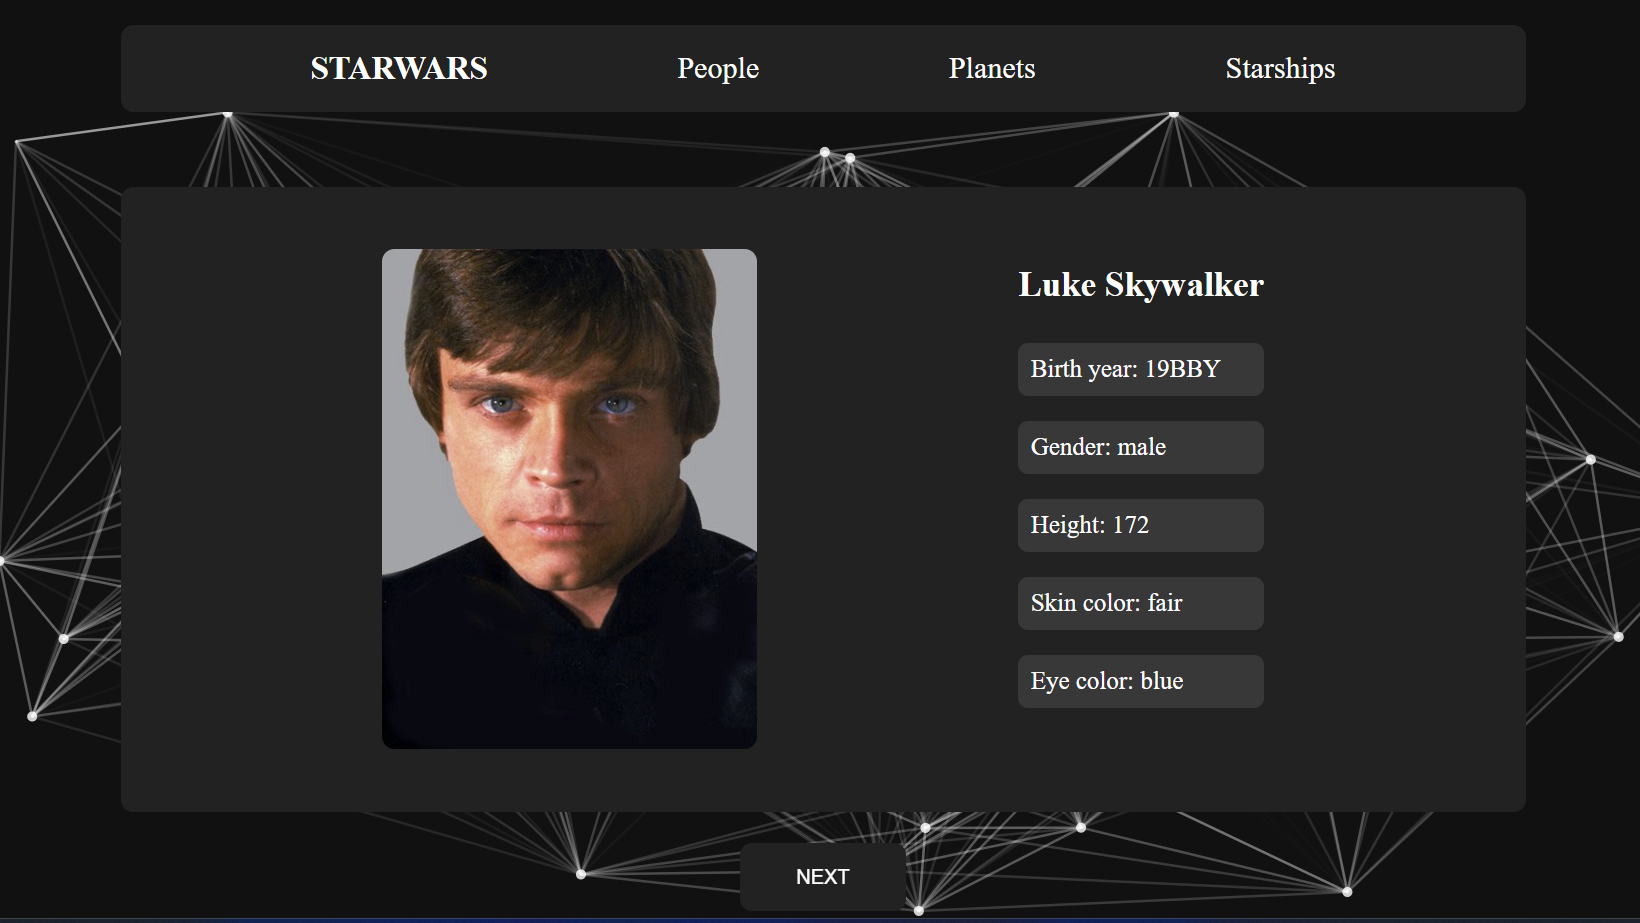 STARWARS People Planets Starships
Luke Skywalker
Birth year: 19BBY
Gender: male
Height: 172
Skin color: fair
Eye color: blue
NEXT